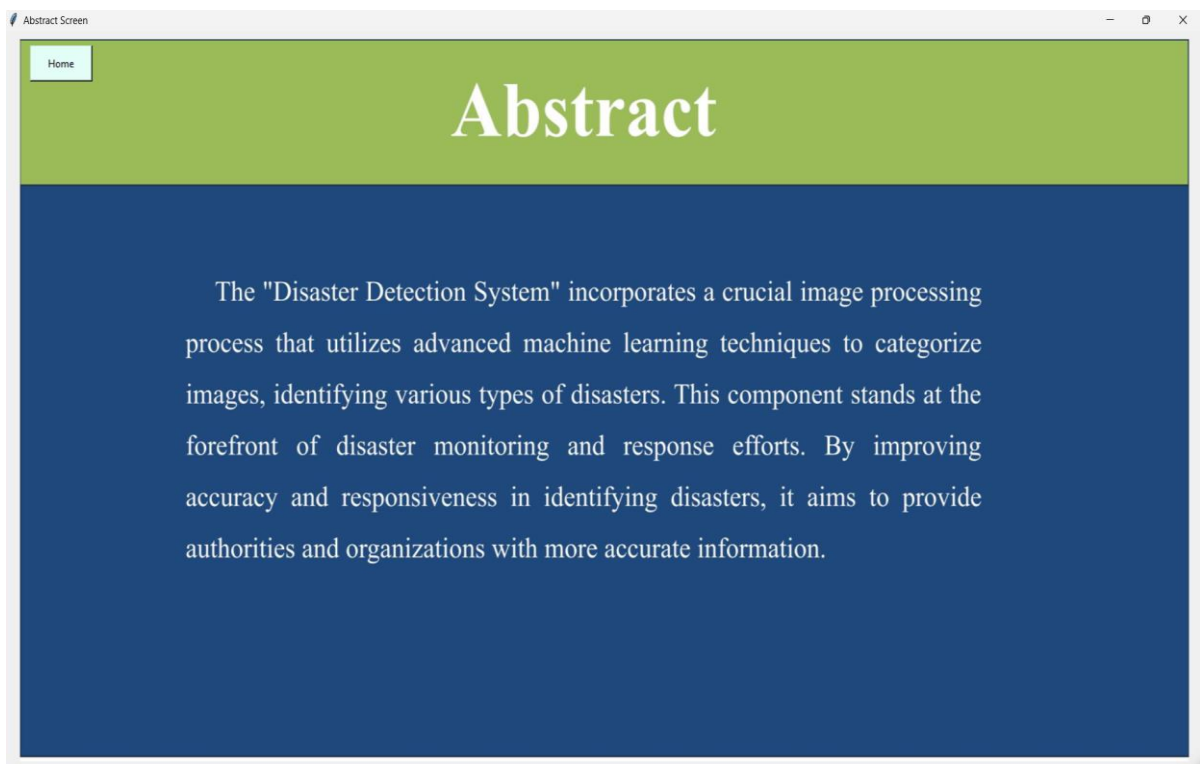 Abstract Screen
Home
Abstract
The "Disaster Detection System" incorporates a crucial image processing
process that utilizes advanced machine learning techniques to categorize
images, identifying various types of disasters. This component stands at the
forefront of disaster monitoring and response efforts. By improving
accuracy and responsiveness in identifying disasters, it aims to provide
authorities and organizations with more accurate information.